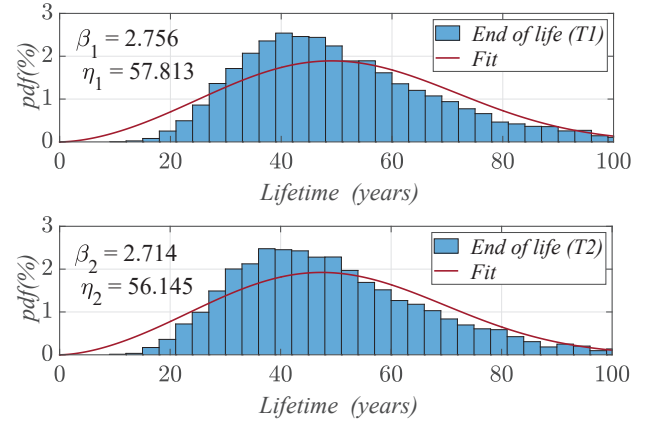 3
2
1
0
pdf(%)
β1 = 2.756
η1 = 57.813
End of life (T1)
Fit
0 20 40 60 80 100
Lifetime (years)
3
2
1
0
pdf(%)
β2 = 2.714
η2 = 56.145
End of life (T2)
Fit
0 20 40 60 80 100
Lifetime (years)